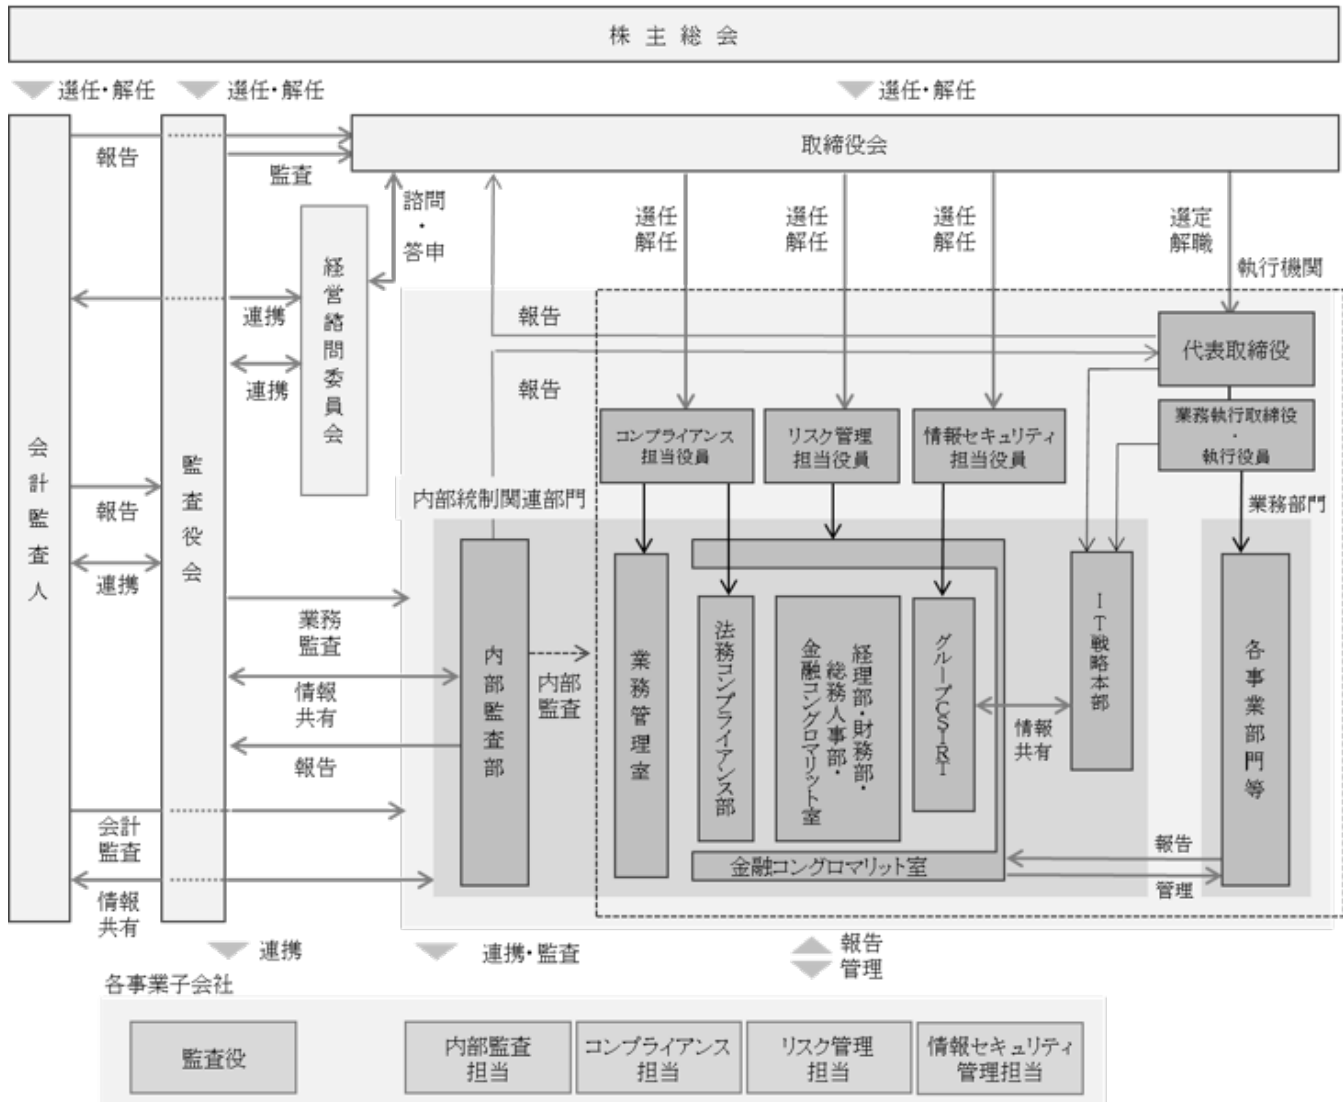 株主総会
選任・解任
選任・解任
選任・解任
取締役会
報告
監査
諮問
・
答申
選任
解任
選任
解任
選任
解任
選定
解職
執行機関
経営諮問委員会
連携
連携
報告
報告
代表取締役
業務執行取締役
・
執行役員
コンプライアンス
担当役員
リスク管理
担当役員
情報セキュリティ
担当役員
会計監査人
監査役会
報告
連携
内部統制関連部門
業務部門
業務
監査
情報
共有
報告
会計
監査
情報
共有
内部監査部
内部
監査
業務管理室
法務コンプライアンス部
経理部・財務部・
総務人事部・
金融コングロマリット室
グループCSIRT
情報
共有
IT戦略本部
各事業部門等
金融コングロマリット室
報告
管理
連携
連携・監査
報告
管理
各事業子会社
監査役
内部監査
担当
コンプライアンス
担当
リスク管理
担当
情報セキュリティ
管理担当